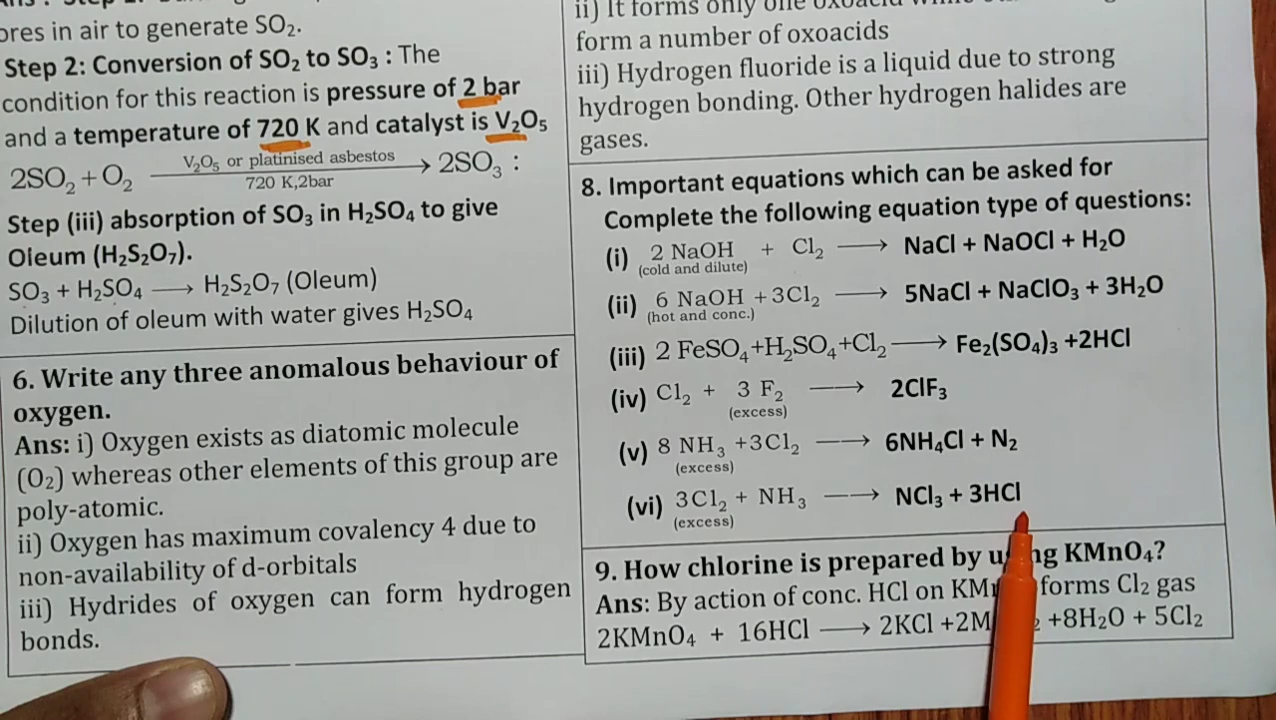 ores in air to generate SO₂.
Step 2: Conversion of SO₂ to SO₃ : The
condition for this reaction is pressure of 2 bar
and a temperature of 720 K and catalyst is V₂O₅
2SO₂ + O₂ —V₂O₅ or platinised asbestos / 720 K,2bar→ 2SO₃ :
Step (iii) absorption of SO₃ in H₂SO₄ to give
Oleum (H₂S₂O₇).
SO₃ + H₂SO₄ ⟶ H₂S₂O₇ (Oleum)
Dilution of oleum with water gives H₂SO₄
6. Write any three anomalous behaviour of
oxygen.
Ans: i) Oxygen exists as diatomic molecule
(O₂) whereas other elements of this group are
poly-atomic.
ii) Oxygen has maximum covalency 4 due to
non-availability of d-orbitals
iii) Hydrides of oxygen can form hydrogen
bonds.
ii) It forms only one
form a number of oxoacids
iii) Hydrogen fluoride is a liquid due to strong
hydrogen bonding. Other hydrogen halides are
gases.
8. Important equations which can be asked for
Complete the following equation type of questions:
(i) 2 NaOH + Cl₂ ⟶ NaCl + NaOCl + H₂O
(cold and dilute)
(ii) 6 NaOH +3Cl₂ ⟶ 5NaCl + NaClO₃ + 3H₂O
(hot and conc.)
(iii) 2 FeSO₄+H₂SO₄+Cl₂ ⟶ Fe₂(SO₄)₃ +2HCl
(iv) Cl₂ + 3 F₂ ⟶ 2ClF₃
(excess)
(v) 8 NH₃ +3Cl₂ ⟶ 6NH₄Cl + N₂
(excess)
(vi) 3Cl₂ + NH₃ ⟶ NCl₃ + 3HCl
(excess)
9. How chlorine is prepared by KMnO₄?
Ans: By action of conc. HCl on forms Cl₂ gas
2KMnO₄ + 16HCl ⟶ 2KCl + +8H₂O + 5Cl₂